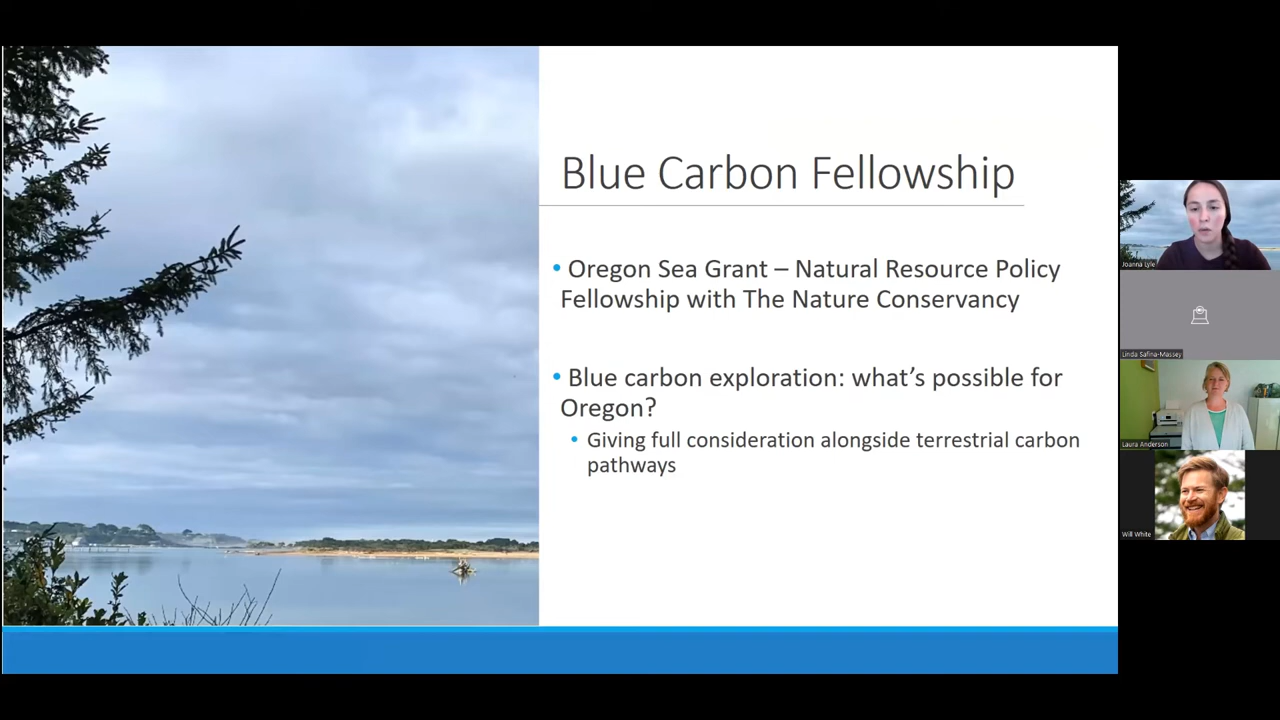 Blue Carbon Fellowship
• Oregon Sea Grant – Natural Resource Policy
Fellowship with The Nature Conservancy
• Blue carbon exploration: what’s possible for
Oregon?
• Giving full consideration alongside terrestrial carbon
pathways
Joanna Lyle
Linda Safina-Massey
Laura Anderson
Will White